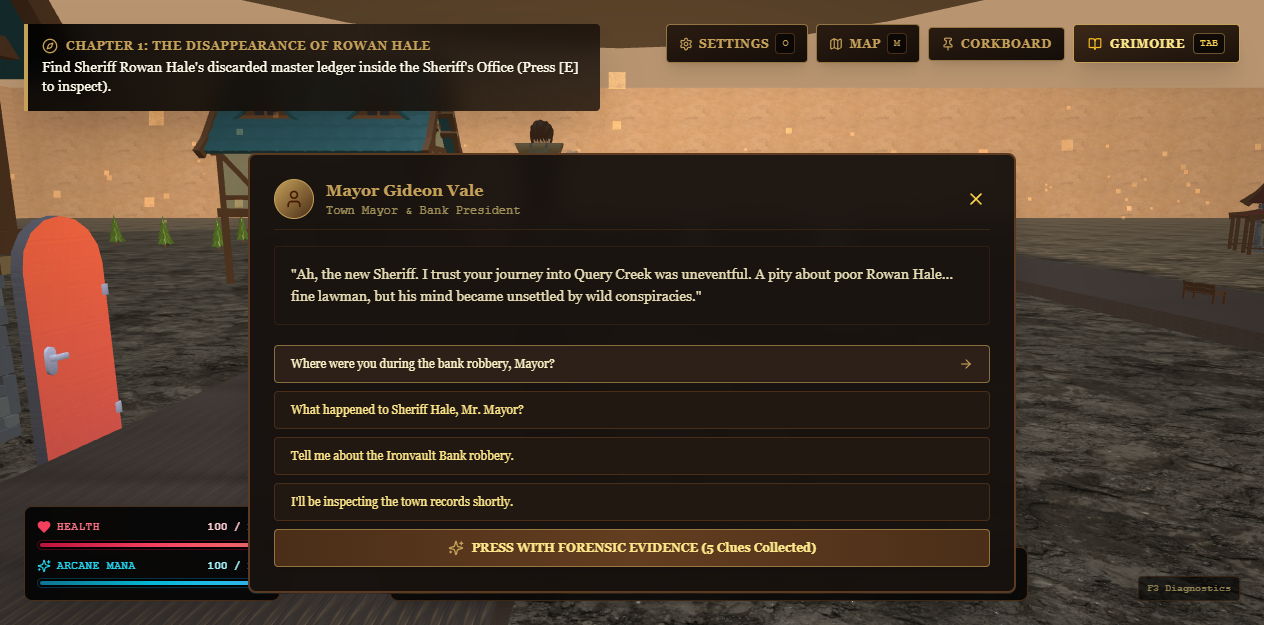 CHAPTER 1: THE DISAPPEARANCE OF ROWAN HALE
Find Sheriff Rowan Hale's discarded master ledger inside the Sheriff's Office (Press [E]
to inspect).
SETTINGS O
MAP M
CORKBOARD
GRIMOIRE TAB
Mayor Gideon Vale
Town Mayor & Bank President
"Ah, the new Sheriff. I trust your journey into Query Creek was uneventful. A pity about poor Rowan Hale...
fine lawman, but his mind became unsettled by wild conspiracies."
Where were you during the bank robbery, Mayor?
What happened to Sheriff Hale, Mr. Mayor?
Tell me about the Ironvault Bank robbery.
I'll be inspecting the town records shortly.
PRESS WITH FORENSIC EVIDENCE (5 Clues Collected)
HEALTH 100 /
ARCANE MANA 100 /
F3 Diagnostics